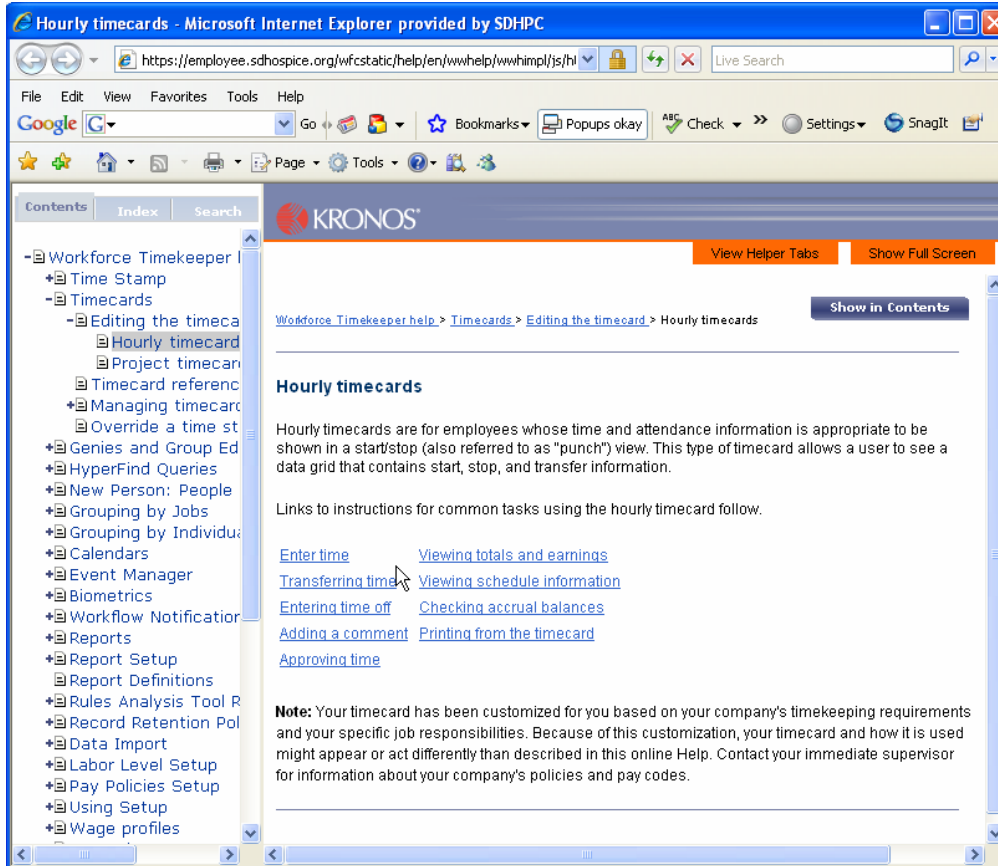 Hourly timecards - Microsoft Internet Explorer provided by SDHPC
https://employee.sdhospice.org/wfcstatic/help/en/wwhelp/wwhimpl/js/hl
Live Search
File Edit View Favorites Tools Help
Google G Go Bookmarks Popups okay ABC Check » Settings SnagIt
Page Tools
Contents Index Search
KRONOS
View Helper Tabs Show Full Screen
-Workforce Timekeeper
+Time Stamp
-Timecards
-Editing the timeca
Hourly timecard
Project timecar
Timecard referenc
+Managing timecard
Override a time st
+Genies and Group Ed
+HyperFind Queries
+New Person: People
+Grouping by Jobs
+Grouping by Individua
+Calendars
+Event Manager
+Biometrics
+Workflow Notification
+Reports
+Report Setup
Report Definitions
+Rules Analysis Tool R
+Record Retention Pol
+Data Import
+Labor Level Setup
+Pay Policies Setup
+Using Setup
+Wage profiles
Show in Contents
Workforce Timekeeper help > Timecards > Editing the timecard > Hourly timecards
Hourly timecards
Hourly timecards are for employees whose time and attendance information is appropriate to be
shown in a start/stop (also referred to as "punch") view. This type of timecard allows a user to see a
data grid that contains start, stop, and transfer information.
Links to instructions for common tasks using the hourly timecard follow.
Enter time Viewing totals and earnings
Transferring time Viewing schedule information
Entering time off Checking accrual balances
Adding a comment Printing from the timecard
Approving time
Note: Your timecard has been customized for you based on your company's timekeeping requirements
and your specific job responsibilities. Because of this customization, your timecard and how it is used
might appear or act differently than described in this online Help. Contact your immediate supervisor
for information about your company's policies and pay codes.